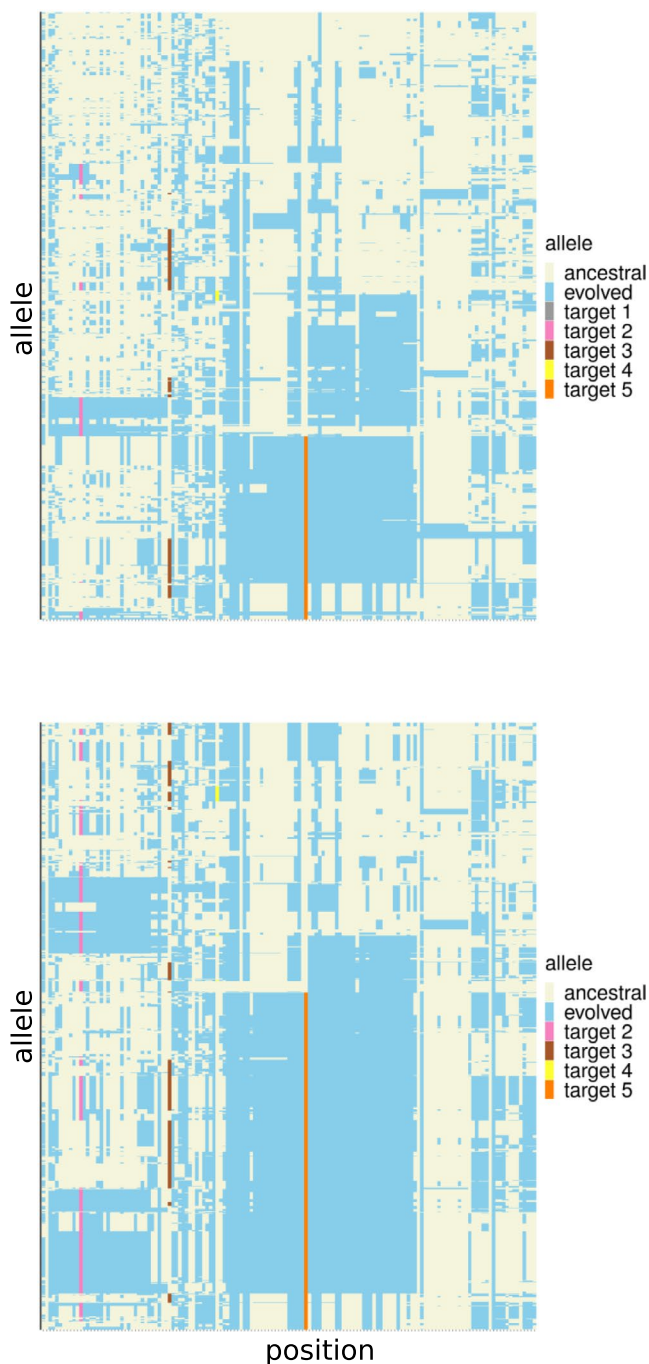 allele
allele
ancestral
evolved
target 1
target 2
target 3
target 4
target 5
allele
allele
ancestral
evolved
target 2
target 3
target 4
target 5
position